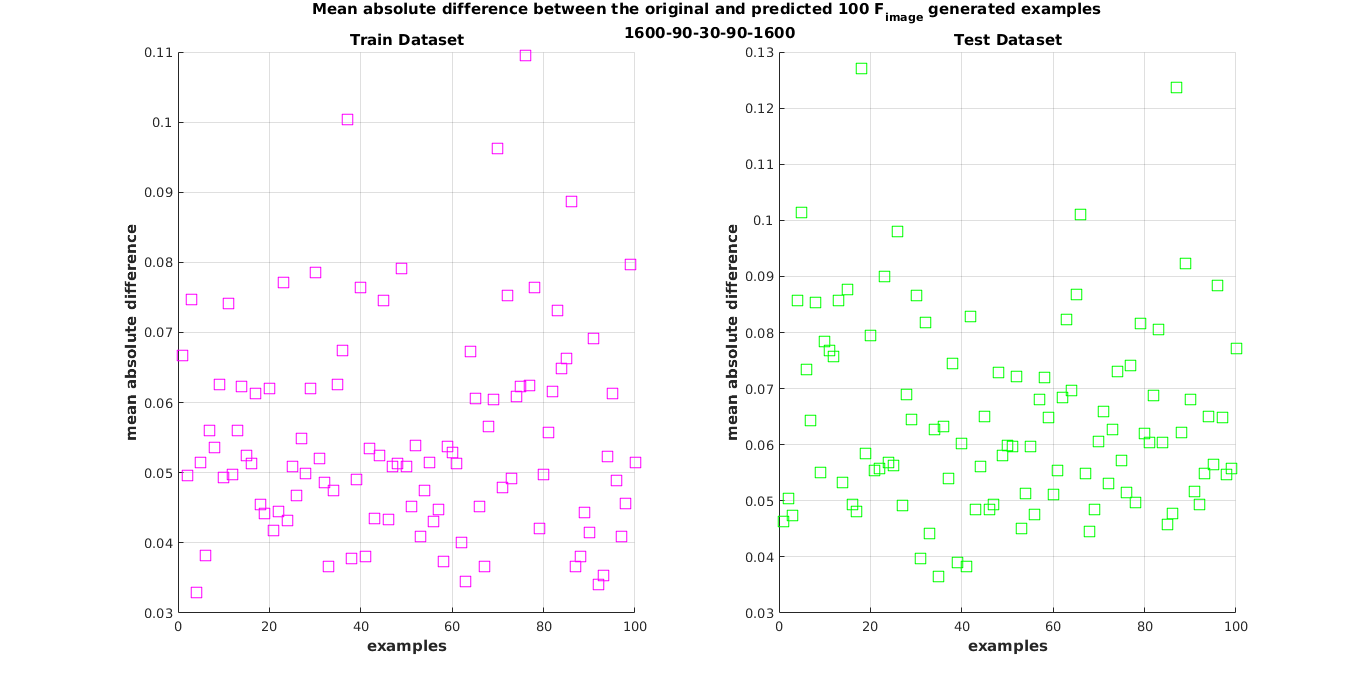 Mean absolute difference between the original and predicted 100 F_image generated examples
1600-90-30-90-1600
Train Dataset
mean absolute difference
0.11
0.1
0.09
0.08
0.07
0.06
0.05
0.04
0.03
0 20 40 60 80 100
examples
Test Dataset
mean absolute difference
0.13
0.12
0.11
0.1
0.09
0.08
0.07
0.06
0.05
0.04
0.03
0 20 40 60 80 100
examples